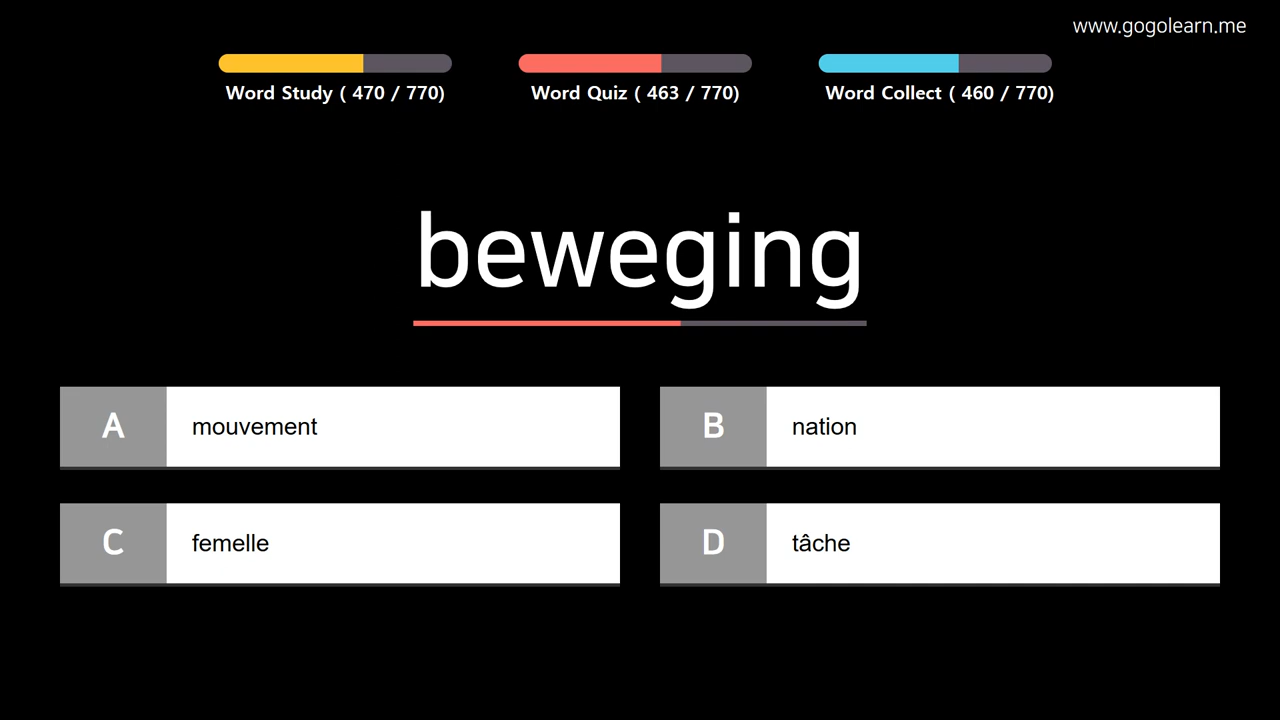 www.gogolearn.me
Word Study ( 470 / 770)
Word Quiz ( 463 / 770)
Word Collect ( 460 / 770)
beweging
A mouvement
B nation
C femelle
D tâche